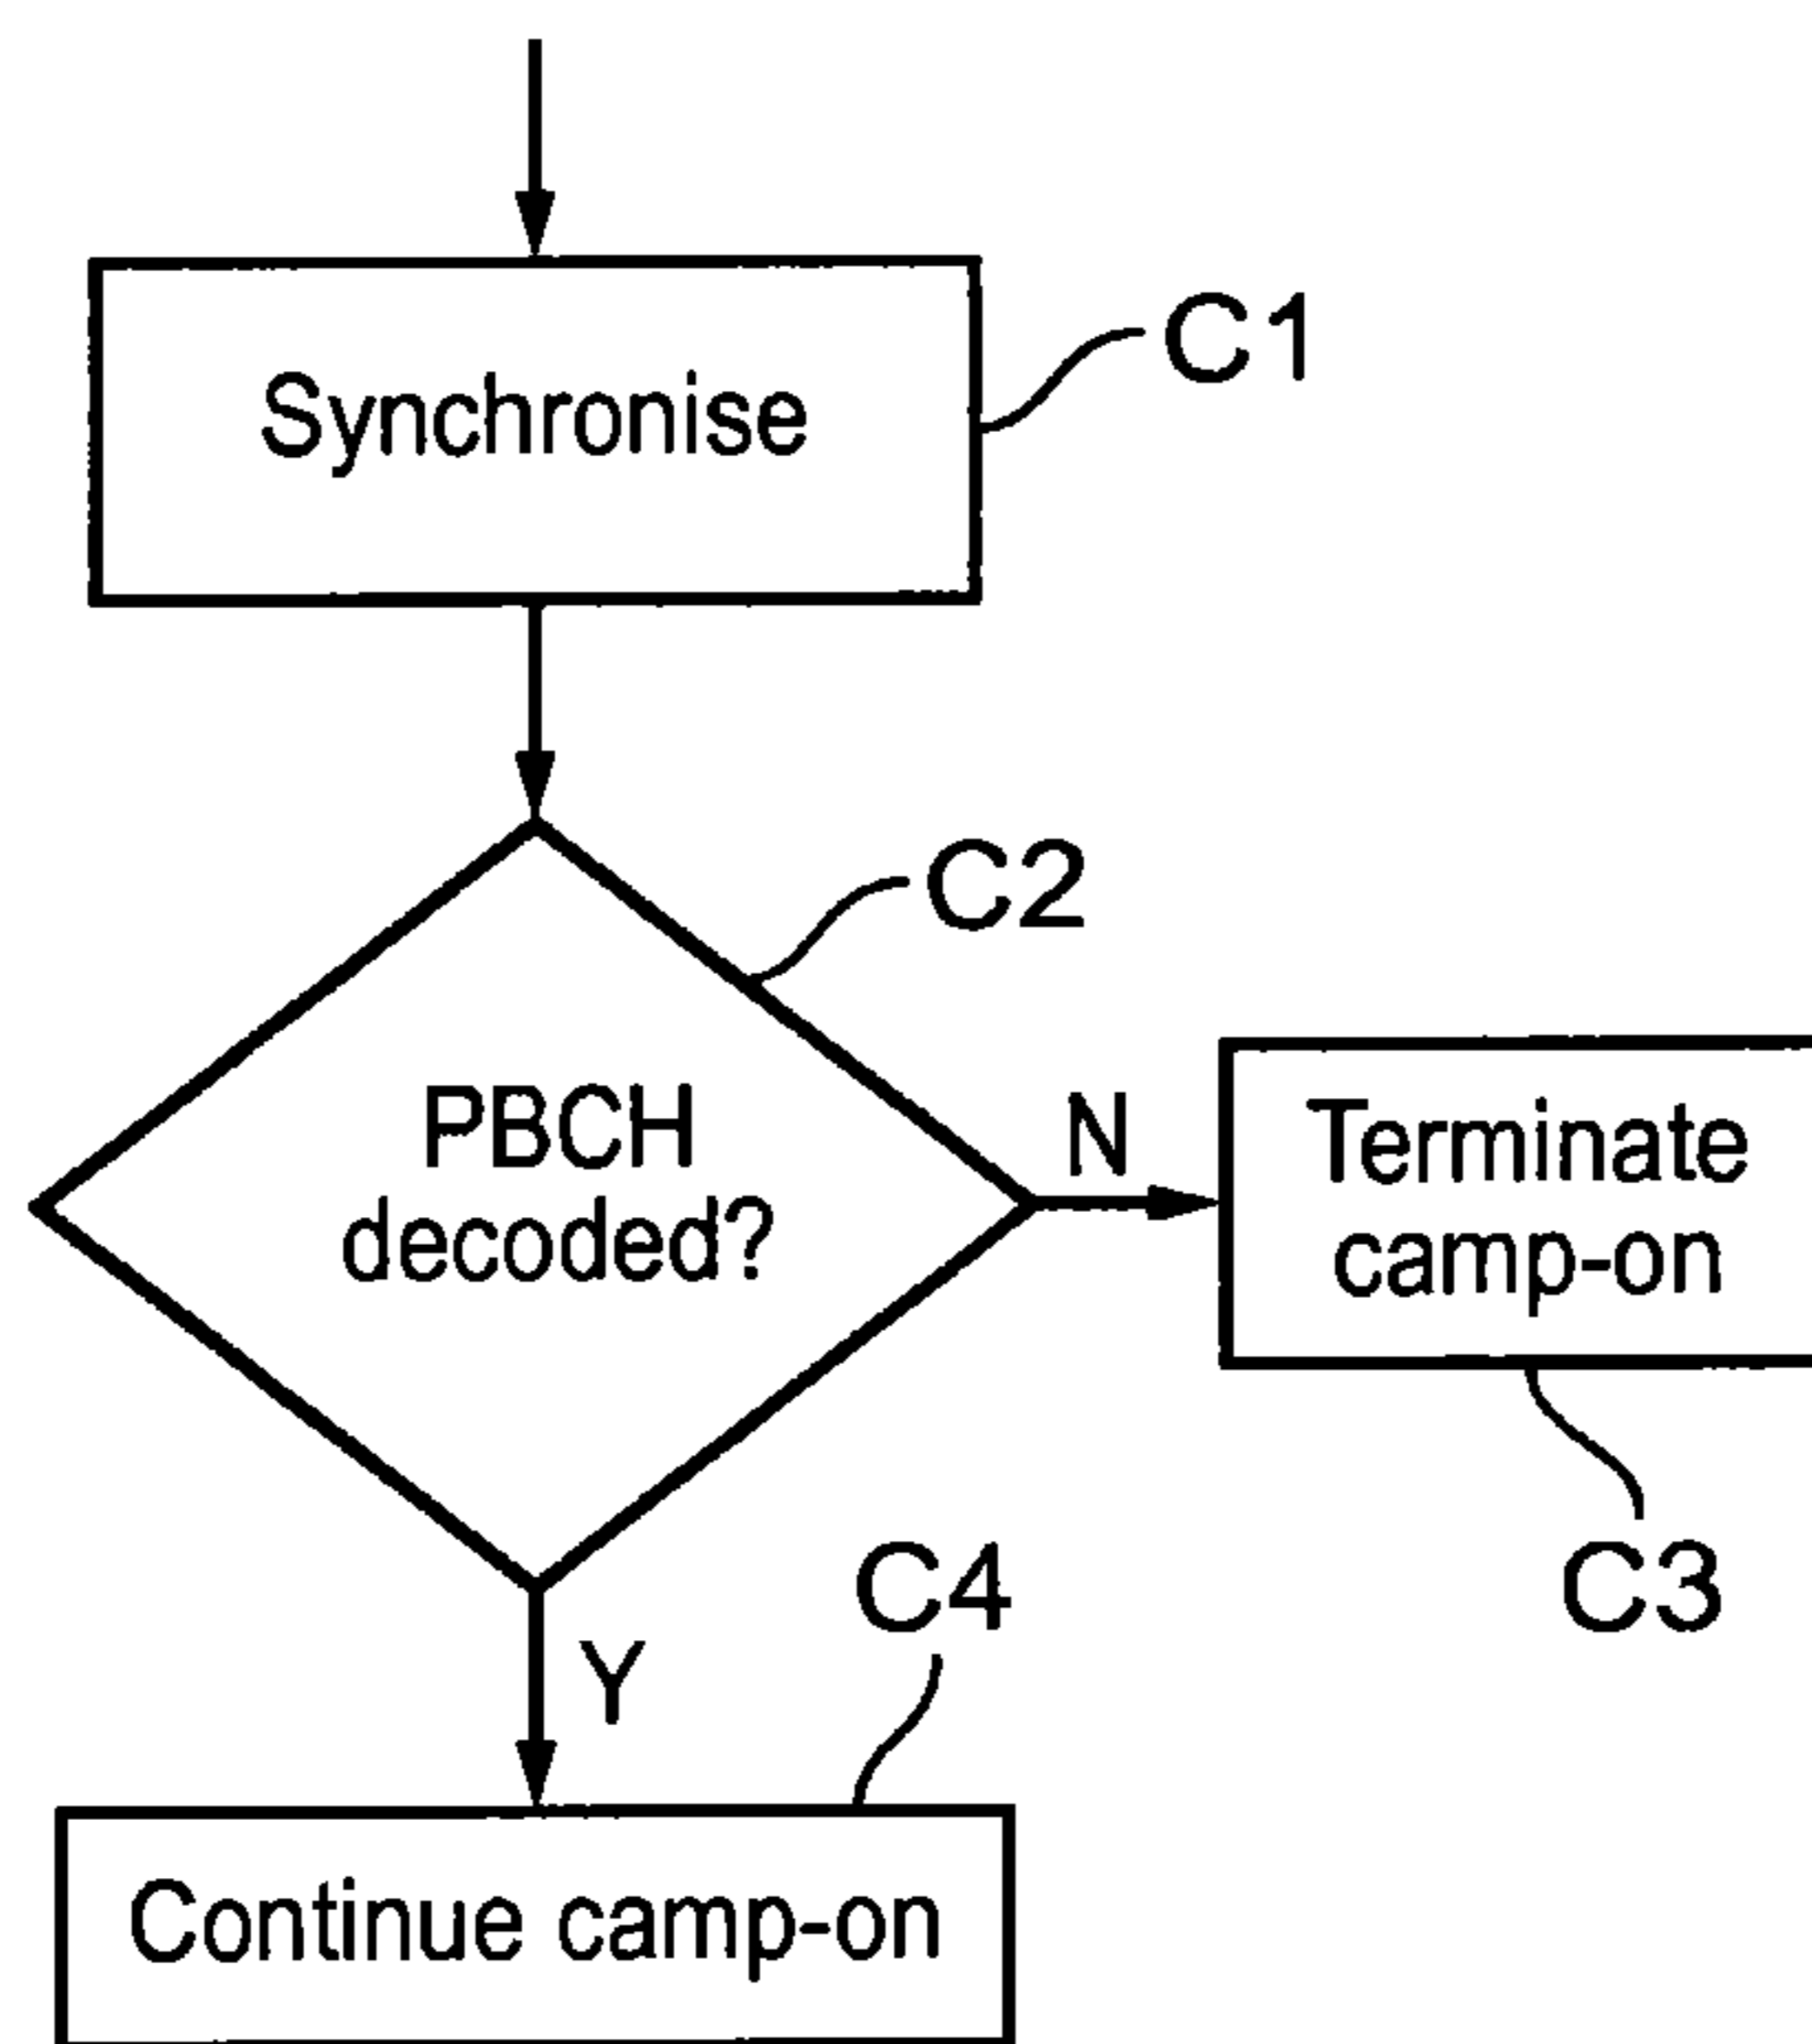 Synchronise
C1
C2
PBCH
decoded?
N
Terminate
camp-on
C3
Y
C4
Continue camp-on